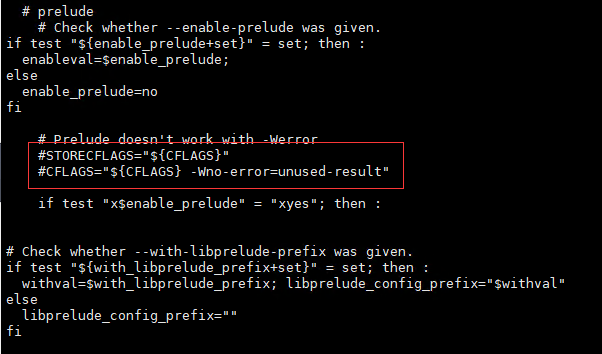 # prelude
# Check whether --enable-prelude was given.
if test "${enable_prelude+set}" = set; then :
enableval=$enable_prelude;
else
enable_prelude=no
fi
# Prelude doesn't work with -Werror
#STORECFLAGS="${CFLAGS}"
#CFLAGS="${CFLAGS} -Wno-error=unused-result"
if test "x$enable_prelude" = "xyes"; then :
# Check whether --with-libprelude-prefix was given.
if test "${with_libprelude_prefix+set}" = set; then :
withval=$with_libprelude_prefix; libprelude_config_prefix="$withval"
else
libprelude_config_prefix=""
fi